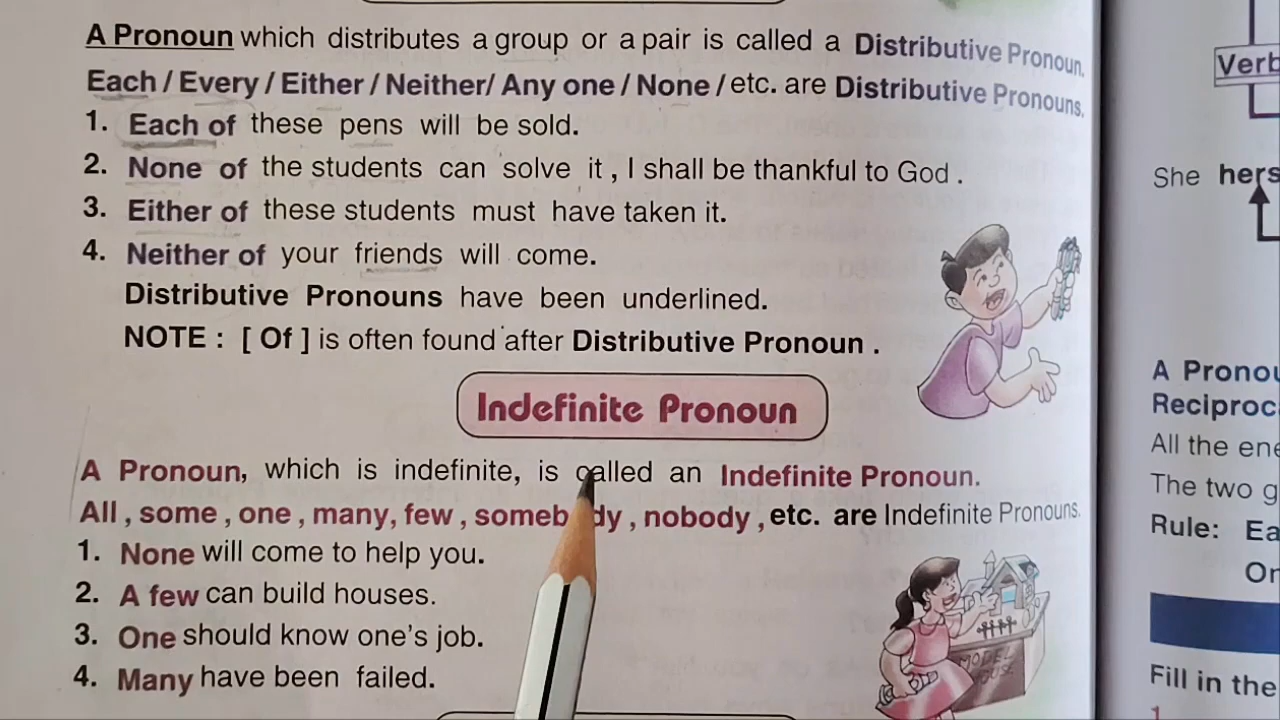 A Pronoun which distributes a group or a pair is called a Distributive Pronoun.
Each / Every / Either / Neither/ Any one / None / etc. are Distributive Pronouns.
1. Each of these pens will be sold.
2. None of the students can solve it , I shall be thankful to God .
3. Either of these students must have taken it.
4. Neither of your friends will come.
Distributive Pronouns have been underlined.
NOTE : [ Of ] is often found after Distributive Pronoun .
Indefinite Pronoun
A Pronoun, which is indefinite, is called an Indefinite Pronoun.
All , some , one , many, few , somebody , nobody , etc. are Indefinite Pronouns.
1. None will come to help you.
2. A few can build houses.
3. One should know one's job.
4. Many have been failed.
MODEL
Verb
She hers
A Pronou
Reciproc
All the ene
The two g
Rule: Ea
Or
Fill in the